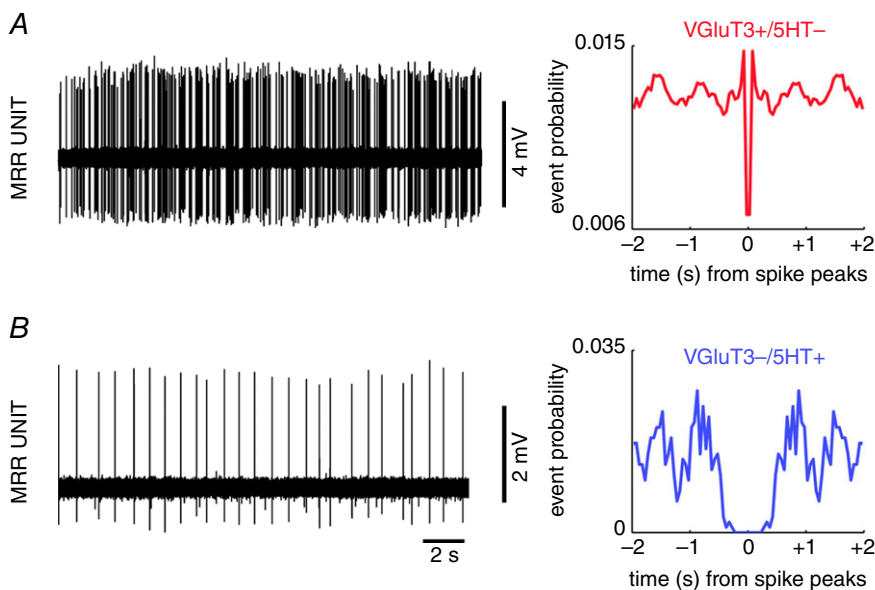 A
MRR UNIT
4 mV
VGluT3+/5HT–
event probability
0.015
0.006
–2 –1 0 +1 +2
time (s) from spike peaks
B
MRR UNIT
2 mV
2 s
VGluT3–/5HT+
event probability
0.035
0
–2 –1 0 +1 +2
time (s) from spike peaks